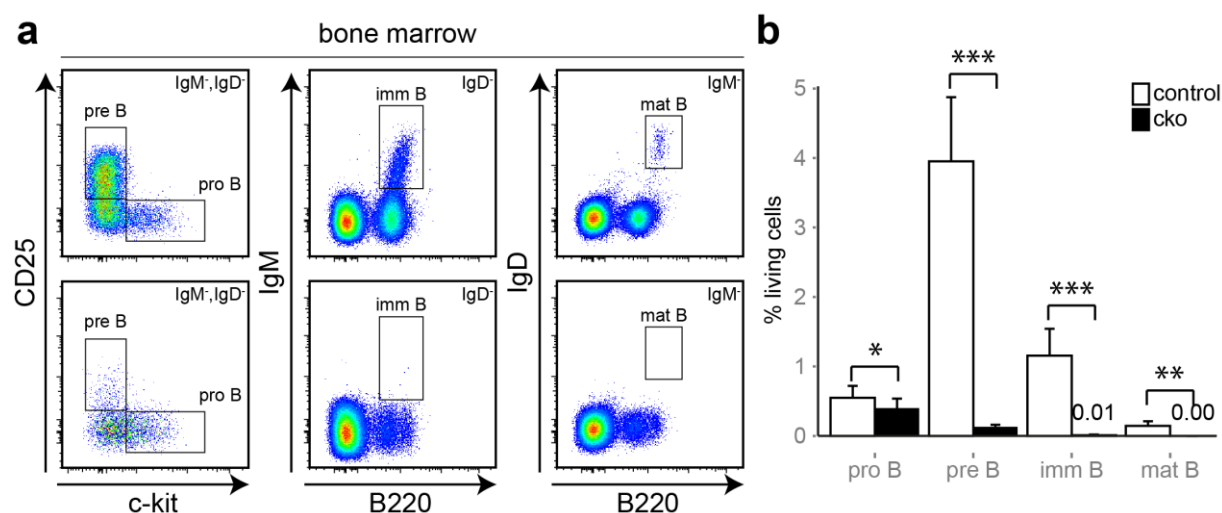 a
bone marrow
b
IgM⁻,IgD⁻
pre B
pro B
CD25
IgD⁻
imm B
IgM
IgM⁻
mat B
IgD
IgM⁻,IgD⁻
pre B
pro B
c-kit
IgD⁻
imm B
B220
IgM⁻
mat B
B220
% living cells
5
4
3
2
1
0
control
cko
*
***
***
**
0.01
0.00
pro B
pre B
imm B
mat B